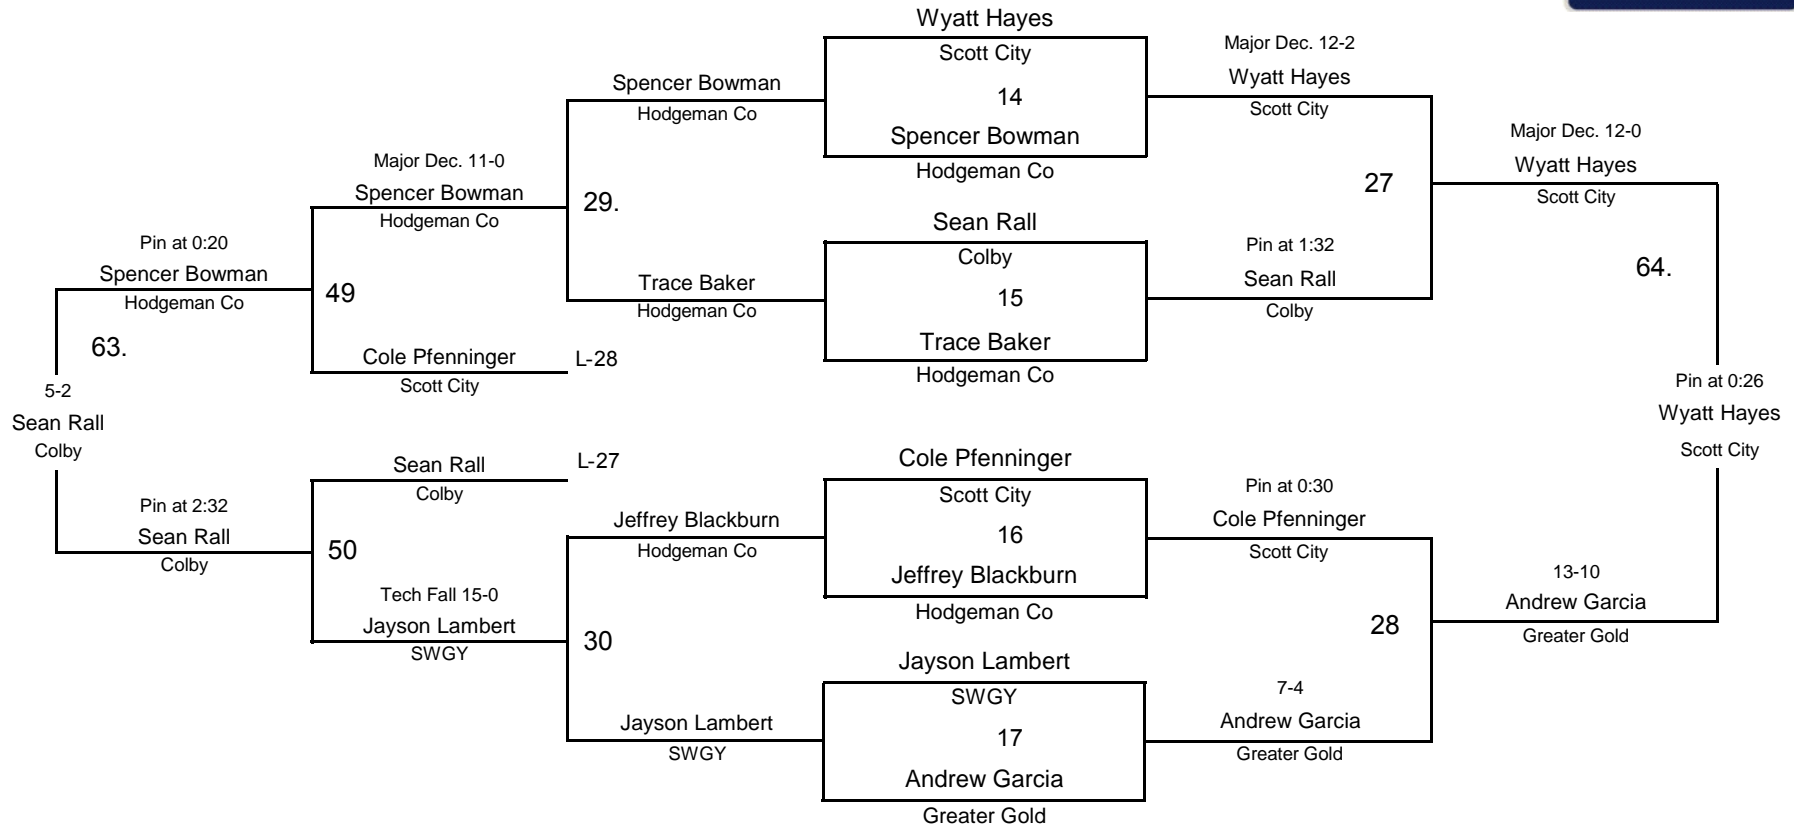 Wyatt Hayes
Scott City
14
Spencer Bowman
Hodgeman Co
Sean Rall
Colby
15
Trace Baker
Hodgeman Co
Cole Pfenninger
Scott City
16
Jeffrey Blackburn
Hodgeman Co
Jayson Lambert
SWGY
17
Andrew Garcia
Greater Gold
Major Dec. 12-2
Wyatt Hayes
Scott City
27
Pin at 1:32
Sean Rall
Colby
Pin at 0:30
Cole Pfenninger
Scott City
28
7-4
Andrew Garcia
Greater Gold
Major Dec. 12-0
Wyatt Hayes
Scott City
64.
13-10
Andrew Garcia
Greater Gold
Pin at 0:26
Wyatt Hayes
Scott City
Spencer Bowman
Hodgeman Co
29.
Trace Baker
Hodgeman Co
Jeffrey Blackburn
Hodgeman Co
30
Jayson Lambert
SWGY
Major Dec. 11-0
Spencer Bowman
Hodgeman Co
49
Cole Pfenninger
L-28
Scott City
Sean Rall
L-27
Colby
50
Tech Fall 15-0
Jayson Lambert
SWGY
Pin at 0:20
Spencer Bowman
Hodgeman Co
63.
Pin at 2:32
Sean Rall
Colby
5-2
Sean Rall
Colby